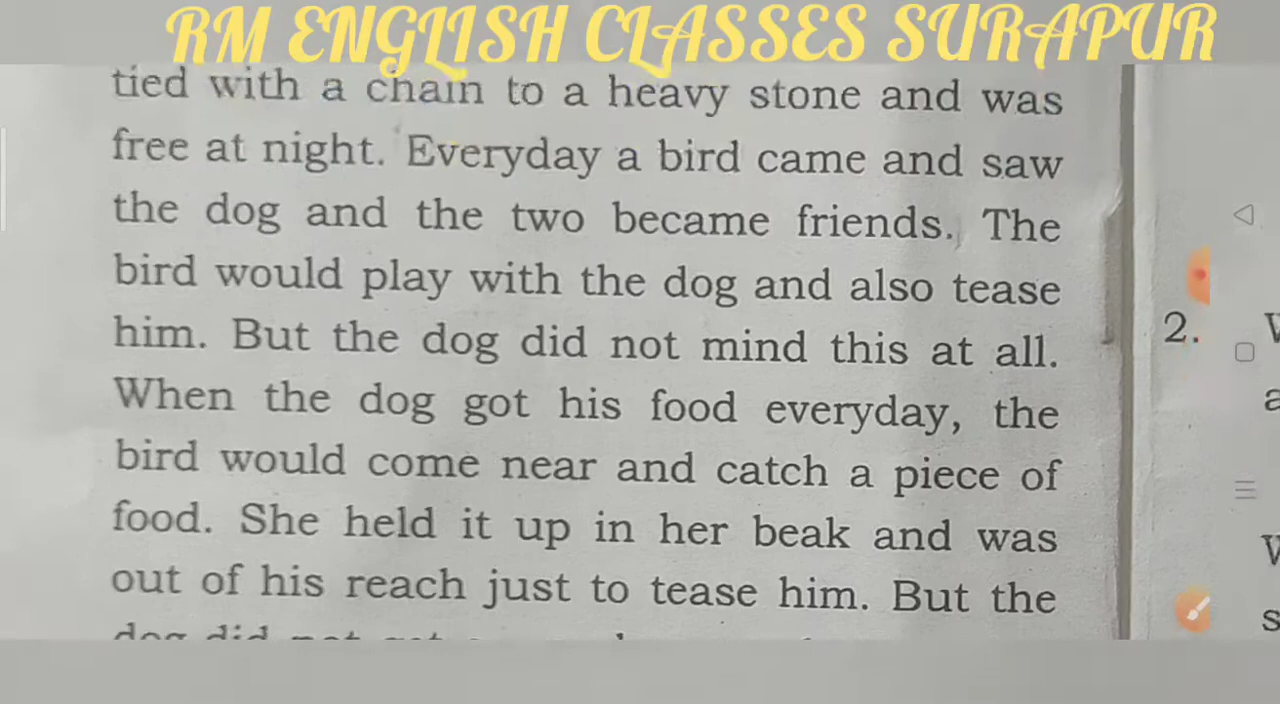 RM ENGLISH CLASSES SURAPUR
tied with a chain to a heavy stone and was
free at night. Everyday a bird came and saw
the dog and the two became friends. The
bird would play with the dog and also tease
him. But the dog did not mind this at all.
When the dog got his food everyday, the
bird would come near and catch a piece of
food. She held it up in her beak and was
out of his reach just to tease him. But the
dog did not get
2.